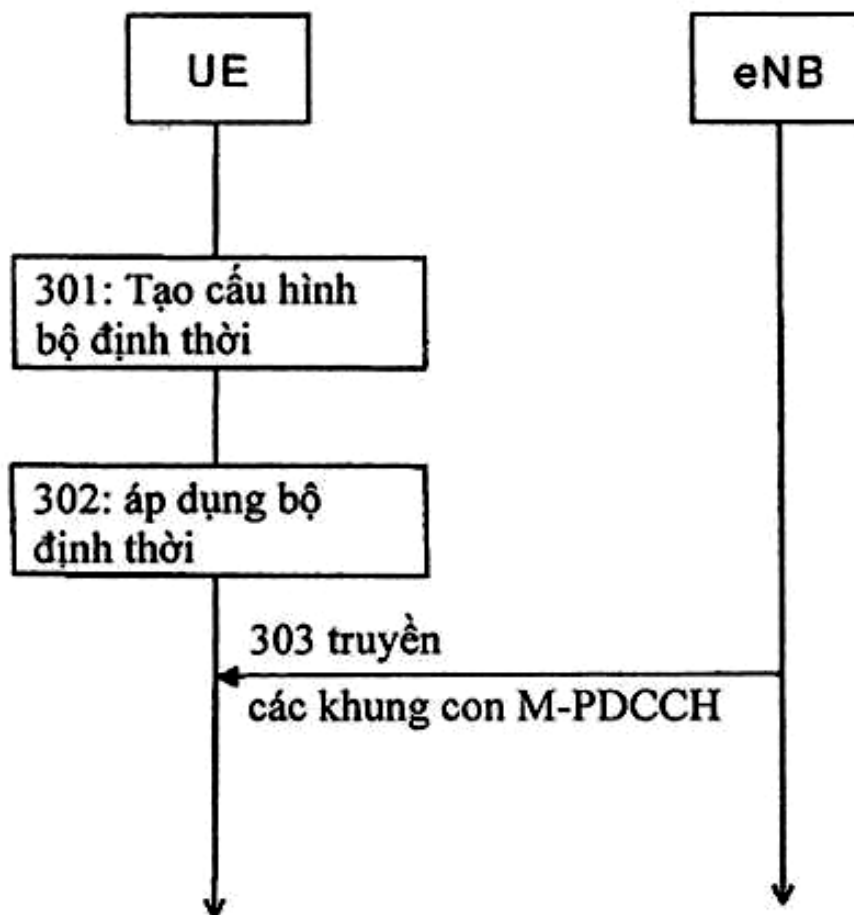 UE
eNB
301: Tạo cấu hình
bộ định thời
302: áp dụng bộ
định thời
303 truyền
các khung con M-PDCCH